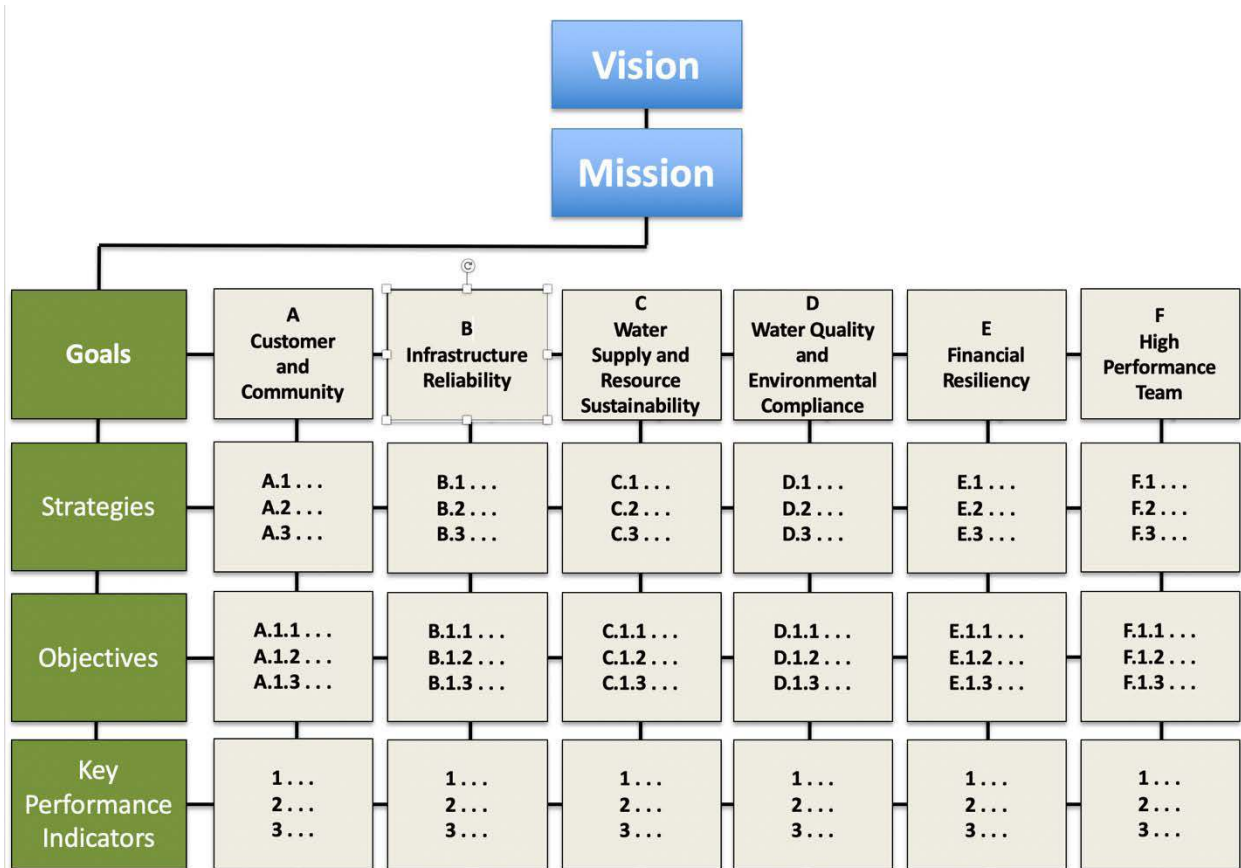 Vision
Mission
Goals
A
Customer
and
Community
B
Infrastructure
Reliability
C
Water
Supply and
Resource
Sustainability
D
Water Quality
and
Environmental
Compliance
E
Financial
Resiliency
F
High
Performance
Team
Strategies
A.1 . . .
A.2 . . .
A.3 . . .
B.1 . . .
B.2 . . .
B.3 . . .
C.1 . . .
C.2 . . .
C.3 . . .
D.1 . . .
D.2 . . .
D.3 . . .
E.1 . . .
E.2 . . .
E.3 . . .
F.1 . . .
F.2 . . .
F.3 . . .
Objectives
A.1.1 . . .
A.1.2 . . .
A.1.3 . . .
B.1.1 . . .
B.1.2 . . .
B.1.3 . . .
C.1.1 . . .
C.1.2 . . .
C.1.3 . . .
D.1.1 . . .
D.1.2 . . .
D.1.3 . . .
E.1.1 . . .
E.1.2 . . .
E.1.3 . . .
F.1.1 . . .
F.1.2 . . .
F.1.3 . . .
Key
Performance
Indicators
1 . . .
2 . . .
3 . . .
1 . . .
2 . . .
3 . . .
1 . . .
2 . . .
3 . . .
1 . . .
2 . . .
3 . . .
1 . . .
2 . . .
3 . . .
1 . . .
2 . . .
3 . . .